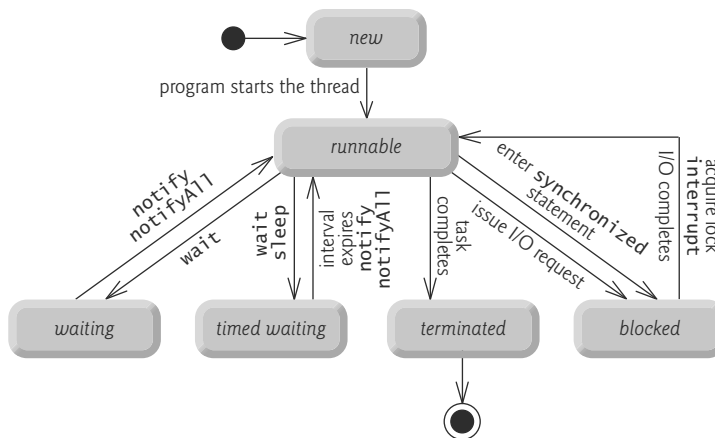 new
program starts the thread
runnable
notify
notifyAll
wait
wait
sleep
interval
expires
notify
notifyAll
task
completes
enter synchronized
statement
issue I/O request
acquire lock
interrupt
I/O completes
waiting
timed waiting
terminated
blocked